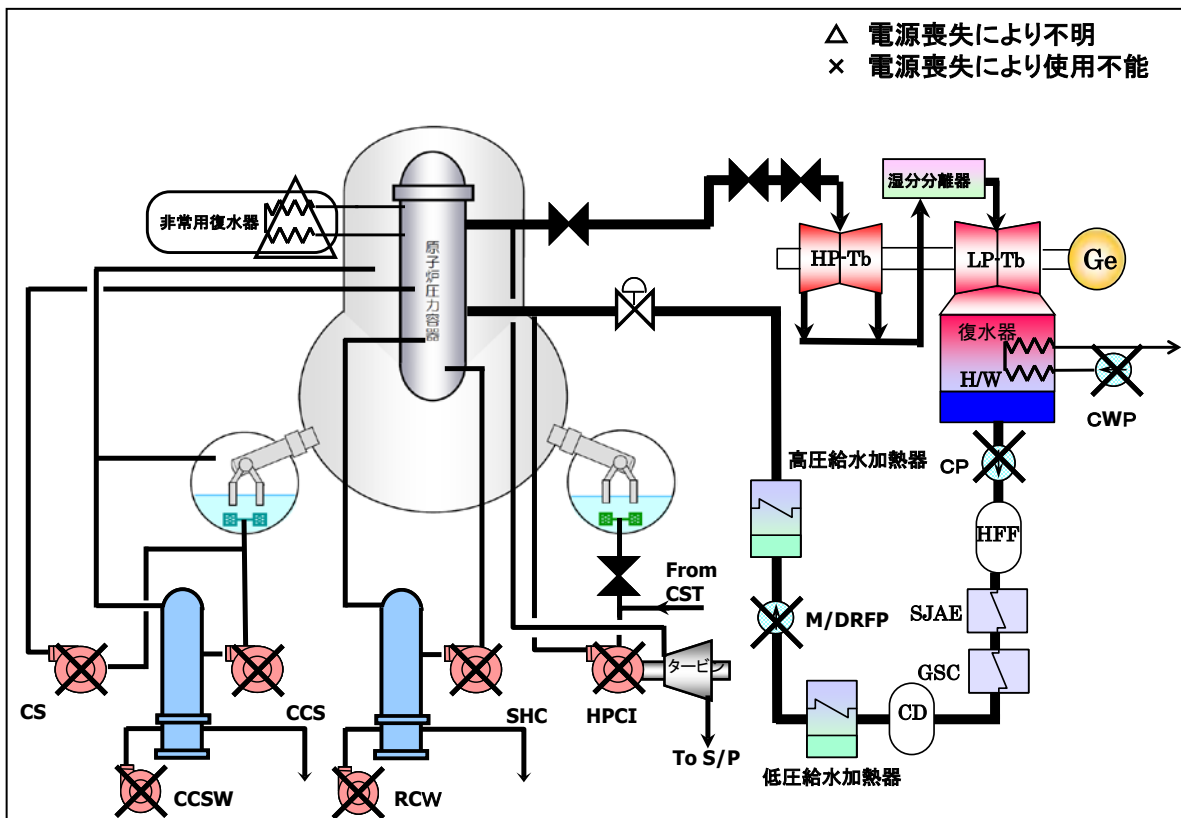 △ 電源喪失により不明
× 電源喪失により使用不能
湿分分離器
非常用復水器
原子炉圧力容器
HP-Tb
LP-Tb
Ge
復水器
H/W
CWP
高圧給水加熱器
CP
HFF
From
CST
M/DRFP
SJAE
タービン
GSC
CS
CCS
SHC
HPCI
CD
To S/P
低圧給水加熱器
CCSW
RCW